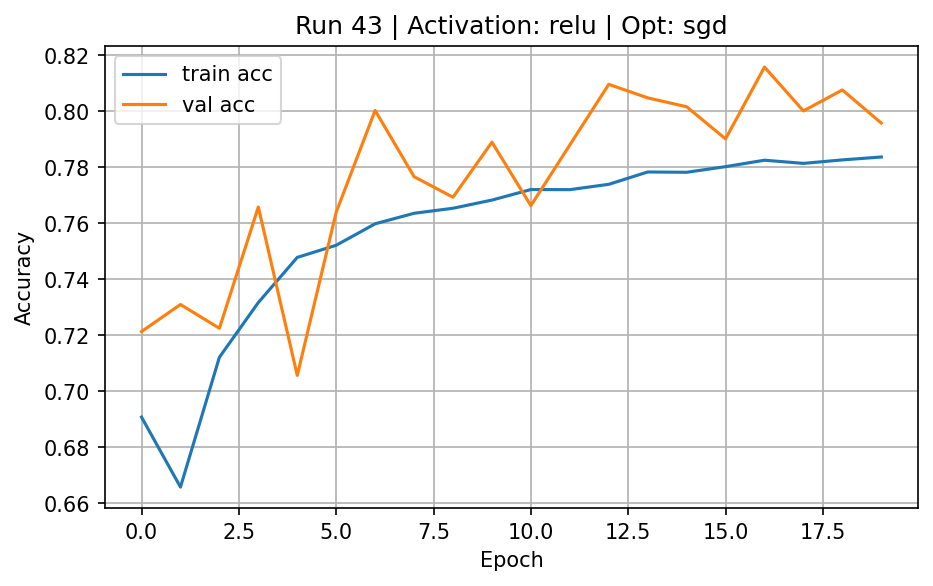 Run 43 | Activation: relu | Opt: sgd
train acc
val acc
Accuracy
0.82
0.80
0.78
0.76
0.74
0.72
0.70
0.68
0.66
0.0 2.5 5.0 7.5 10.0 12.5 15.0 17.5
Epoch